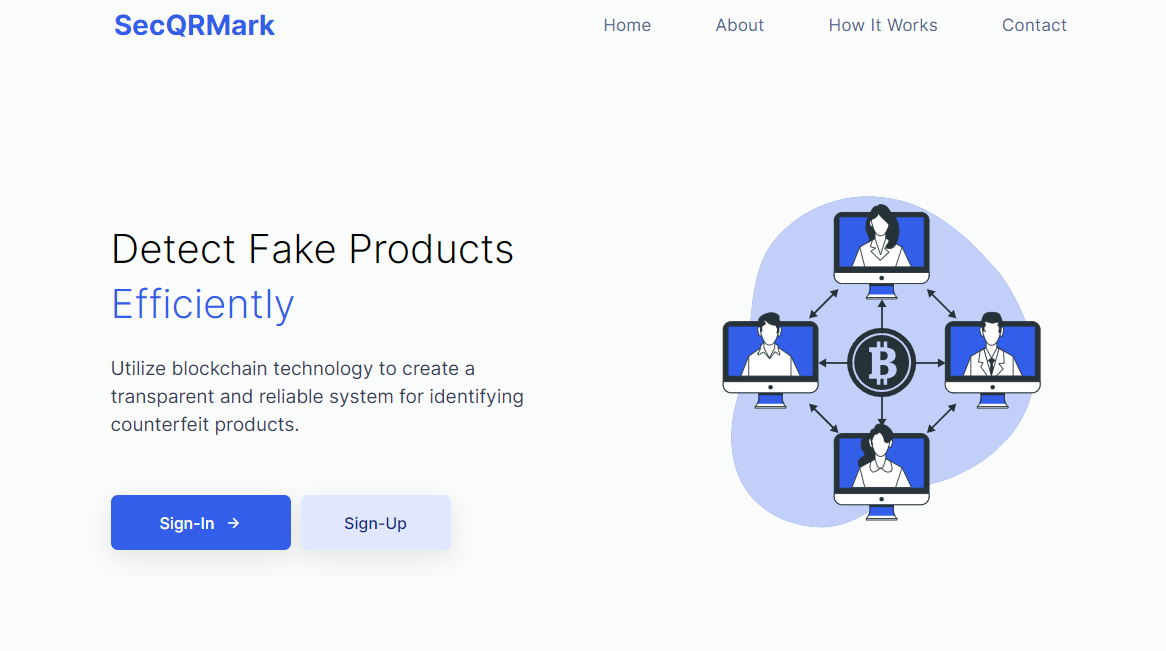 SecQRMark
Home
About
How It Works
Contact
Detect Fake Products
Efficiently
Utilize blockchain technology to create a
transparent and reliable system for identifying
counterfeit products.
Sign-In →
Sign-Up